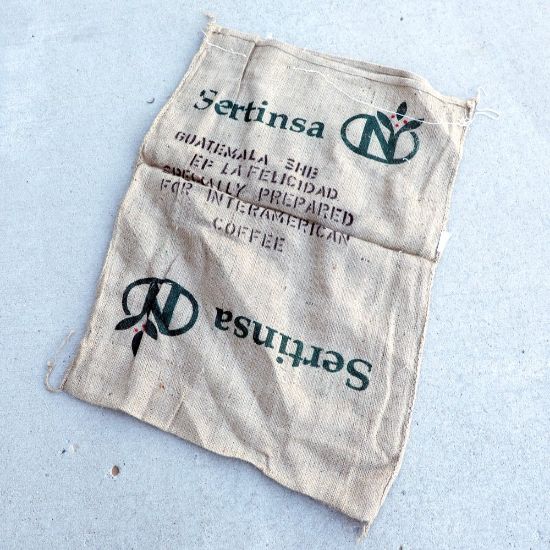 Sertinsa N
GUATEMALA SHB
EP LA FELICIDAD
SPECIALLY PREPARED
FOR INTERAMERICAN
COFFEE
N Sertinsa